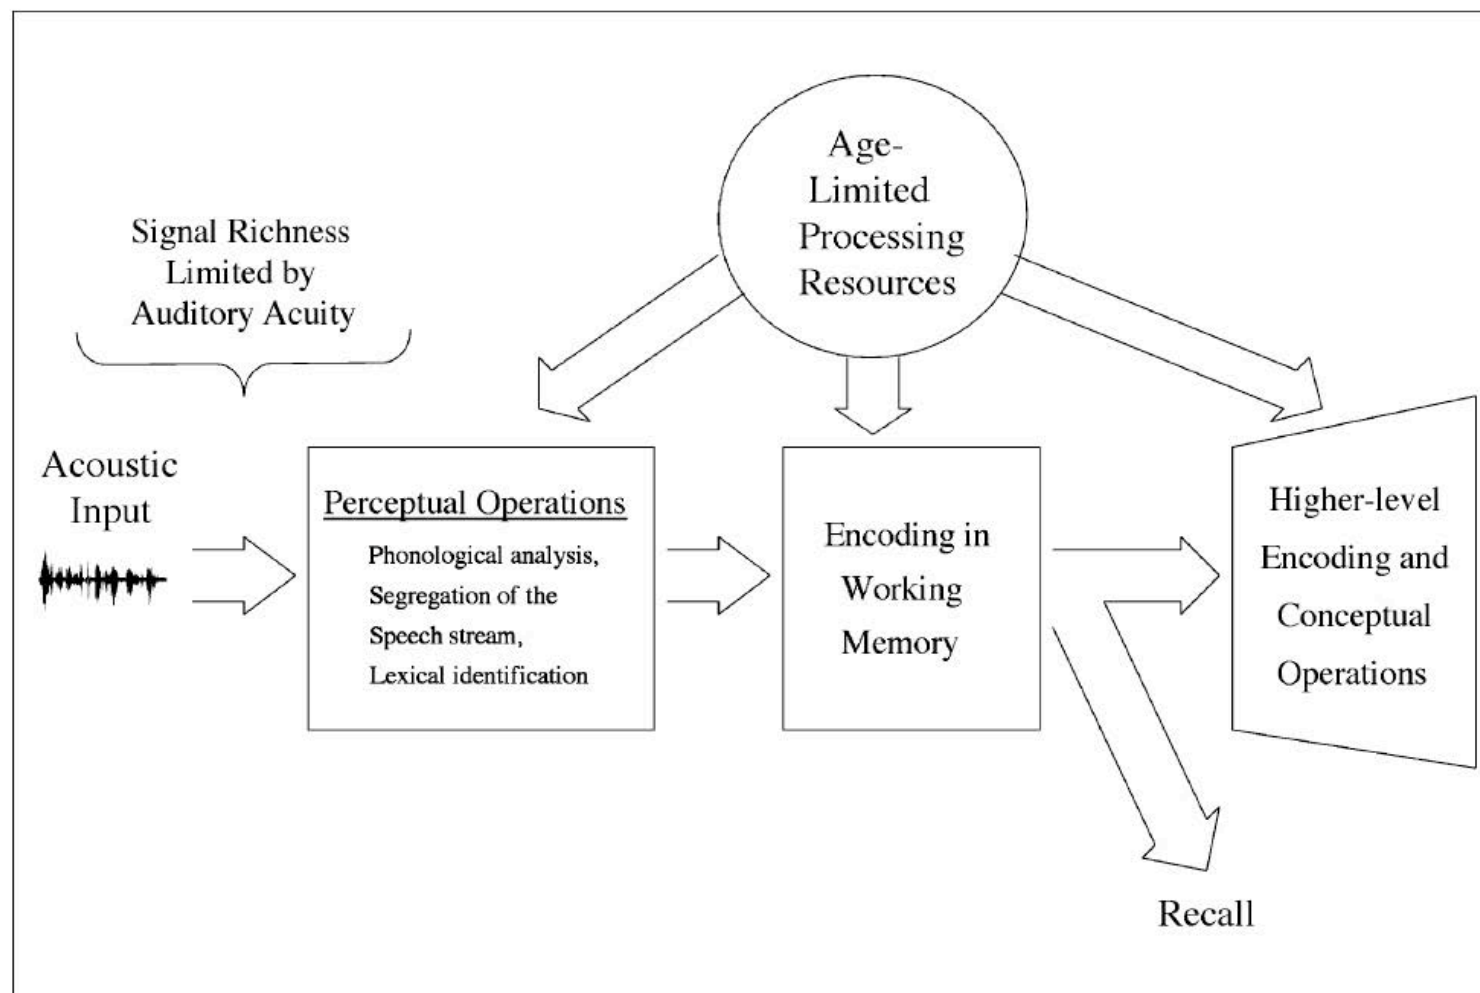 Age-
Limited
Processing
Resources
Signal Richness
Limited by
Auditory Acuity
Acoustic
Input
Perceptual Operations
Phonological analysis,
Segregation of the
Speech stream,
Lexical identification
Encoding in
Working
Memory
Higher-level
Encoding and
Conceptual
Operations
Recall